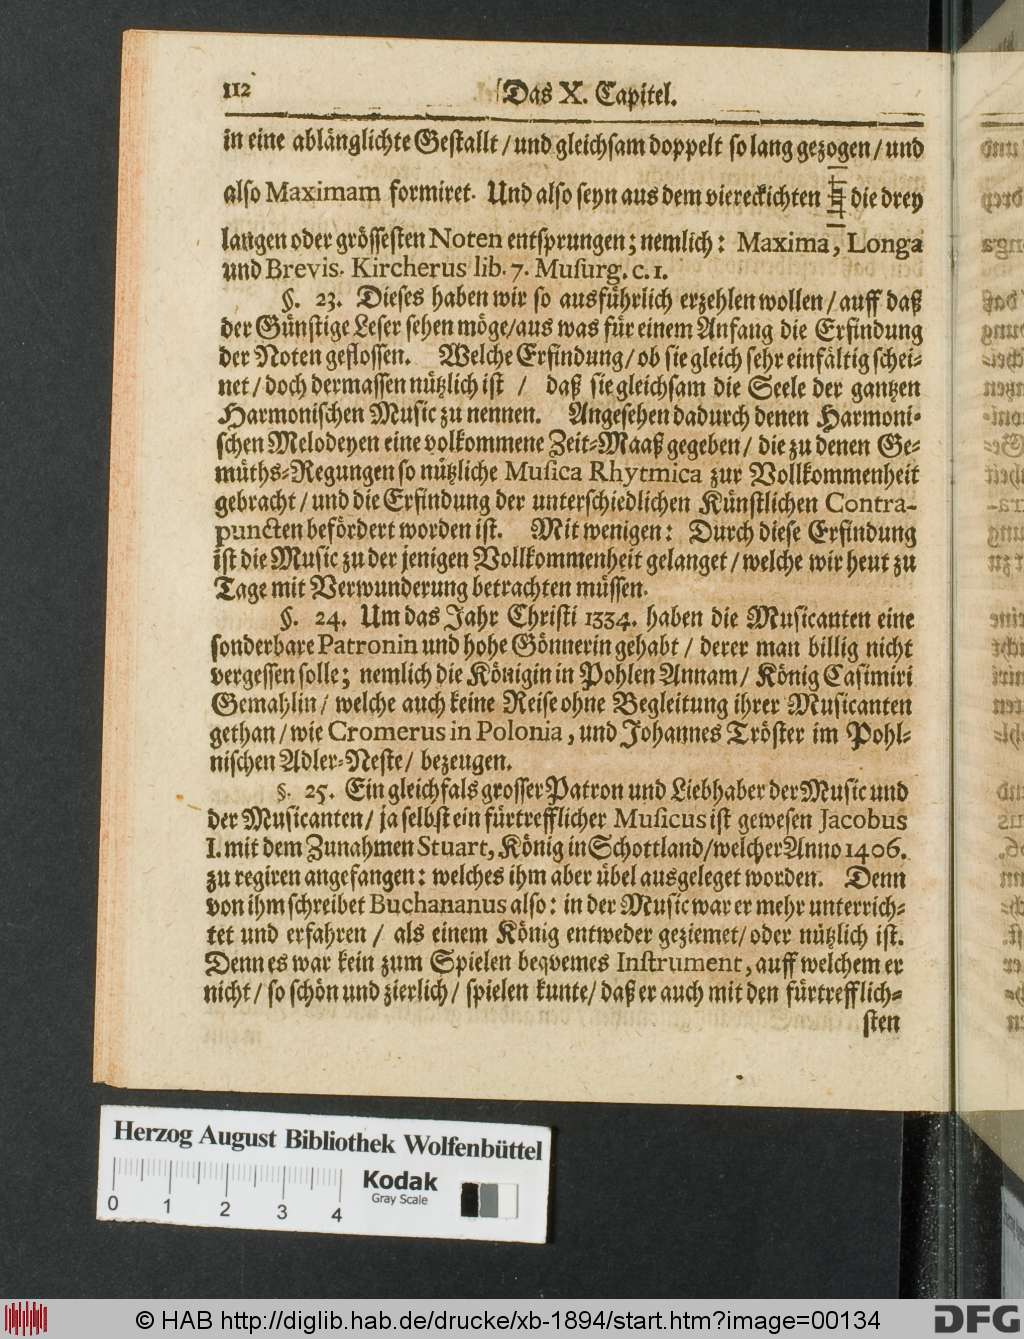 112
Das X. Capitel.
in eine ablänglichte Gestallt / und gleichsam doppelt so lang gezogen / und
also Maximam formiret. Und also seyn aus dem viereckichten die drey
langen oder grössesten Noten entsprungen; nemlich: Maxima, Longa
und Brevis. Kircherus lib. 7. Musurg. c. 1.
§. 23. Dieses haben wir so ausführlich erzehlen wollen / auff daß
der Günstige Leser sehen möge/aus was für einem Anfang die Erfindung
der Noten geflossen. Welche Erfindung / ob sie gleich sehr einfältig schei-
net / doch dermassen nützlich ist / daß sie gleichsam die Seele der gantzen
Harmonischen Music zu nennen. Angesehen dadurch denen Harmoni-
schen Melodeyen eine volkommene Zeit-Maaß gegeben / die zu denen Ge-
müths-Regungen so nützliche Musica Rhytmica zur Vollkommenheit
gebracht / und die Erfindung der unterschiedlichen Künstlichen Contra-
puncten befördert worden ist. Mit wenigen: Durch diese Erfindung
ist die Music zu der jenigen Vollkommenheit gelanget / welche wir heut zu
Tage mit Verwunderung betrachten müssen.
§. 24. Um das Jahr Christi 1334. haben die Musicanten eine
sonderbare Patronin und hohe Gönnerin gehabt / derer man billig nicht
vergessen solle; nemlich die Königin in Pohlen Annam / König Casimiri
Gemahlin / welche auch keine Reise ohne Begleitung ihrer Musicanten
gethan / wie Cromerus in Polonia, und Johannes Tröster im Pohl-
nischen Adler-Neste / bezeugen.
§. 25. Ein gleichfals grosser Patron und Liebhaber der Music und
der Musicanten / ja selbst ein fürtrefflicher Musicus ist gewesen Jacobus
I. mit dem Zunahmen Stuart, König in Schottland/welcher Anno 1406.
zu regiren angefangen: welches ihm aber übel ausgeleget worden. Denn
von ihm schreibet Buchananus also: in der Music war er mehr unterrich-
tet und erfahren / als einem König entweder geziemet/ oder nützlich ist.
Denn es war kein zum Spielen beqvemes Instrument, auff welchem er
nicht / so schön und zierlich / spielen kunte / daß er auch mit den fürtrefflich-
sten
Herzog August Bibliothek Wolfenbüttel
Kodak
Gray Scale
0 1 2 3 4
© HAB http://diglib.hab.de/drucke/xb-1894/start.htm?image=00134
DFG